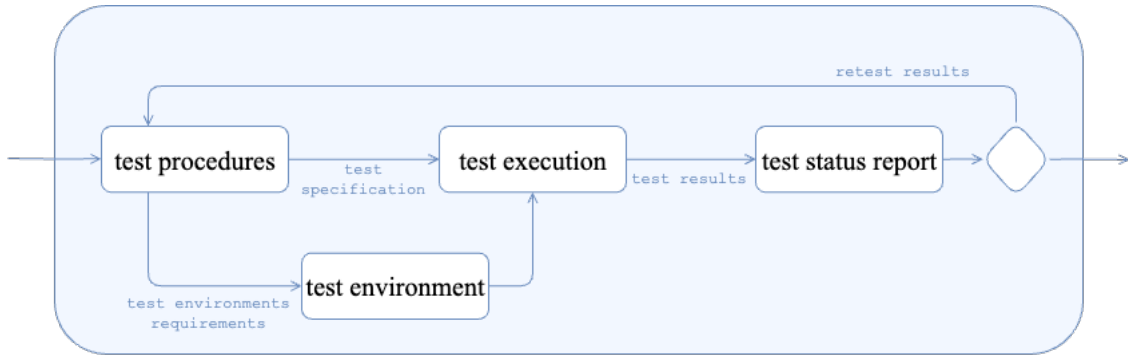 retest results
test procedures
test
specification
test execution
test results
test status report
test environment
test environments
requirements